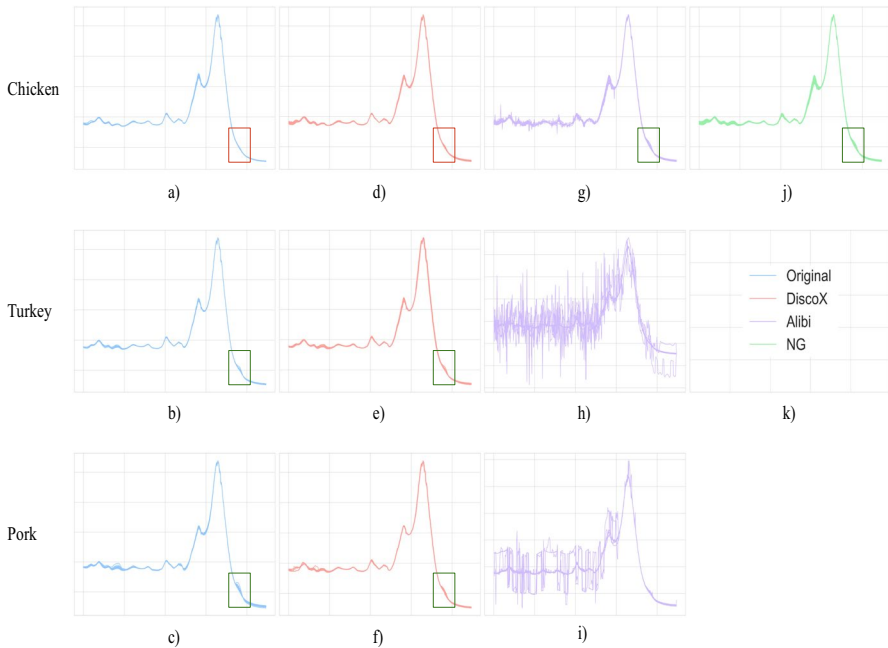 Chicken
a)
d)
g)
j)
Turkey
Original
DiscoX
Alibi
NG
b)
e)
h)
k)
Pork
c)
f)
i)